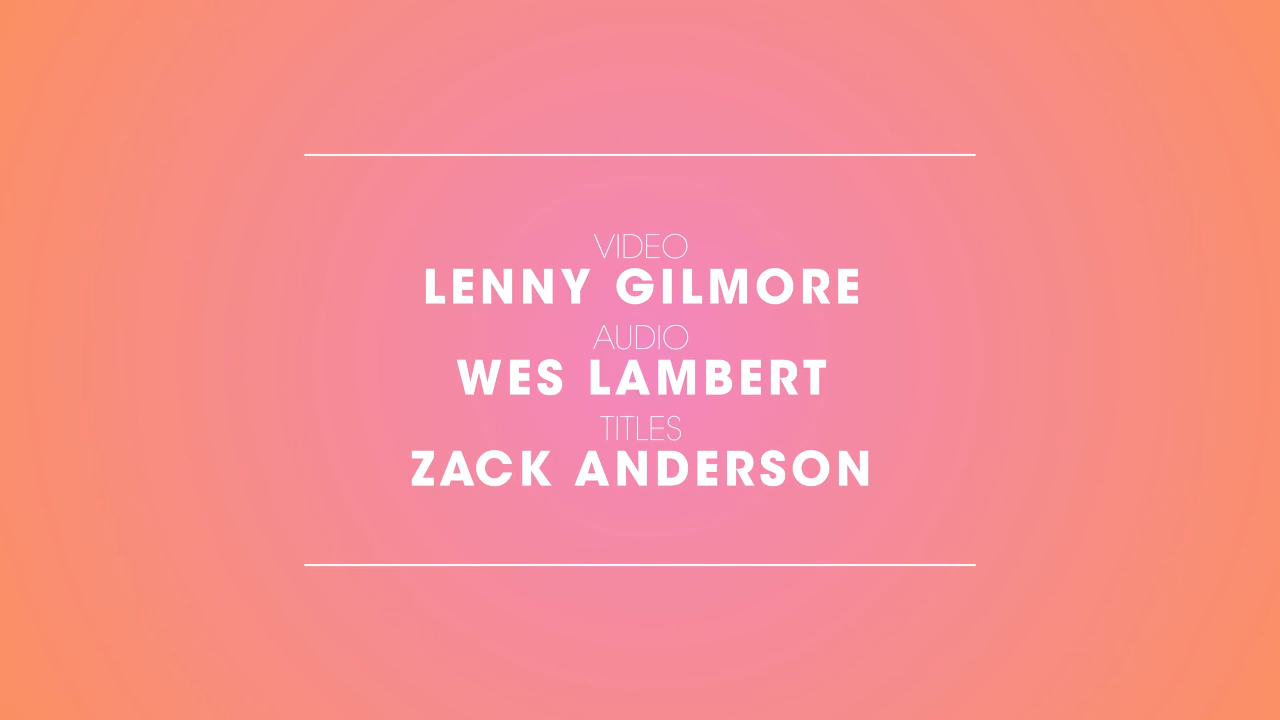 VIDEO
LENNY GILMORE
AUDIO
WES LAMBERT
TITLES
ZACK ANDERSON